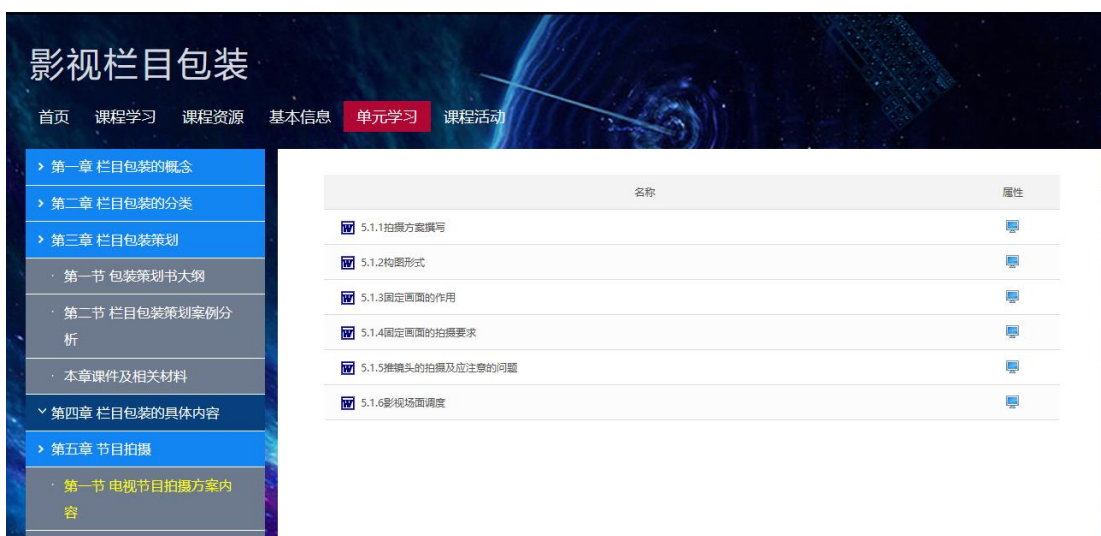 影视栏目包装
首页 课程学习 课程资源 基本信息 单元学习 课程活动
第一章 栏目包装的概念
第二章 栏目包装的分类
第三章 栏目包装策划
第一节 包装策划书大纲
第二节 栏目包装策划案例分
析
本章课件及相关材料
第四章 栏目包装的具体内容
第五章 节目拍摄
第一节 电视节目拍摄方案内
容
名称 属性
5.1.1拍摄方案撰写
5.1.2构图形式
5.1.3固定画面的作用
5.1.4固定画面的拍摄要求
5.1.5推镜头的拍摄及应注意的问题
5.1.6影视场面调度